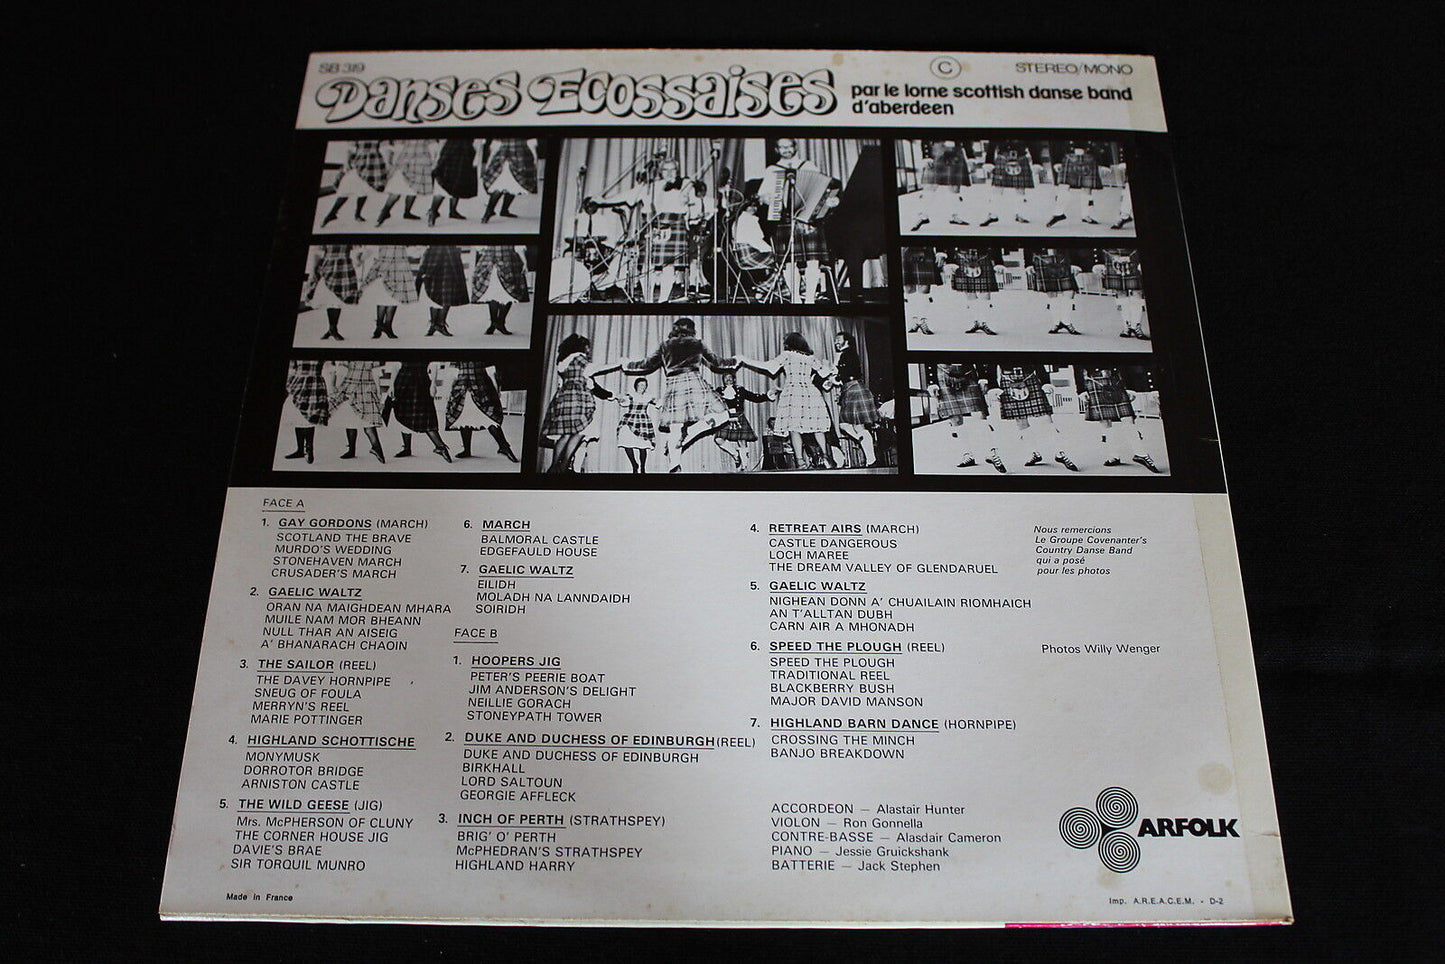 SB 319
Danses Ecossaises
par le lorne scottish danse band
d'aberdeen
C
STEREO/MONO
FACE A
1. GAY GORDONS (MARCH)
SCOTLAND THE BRAVE
MURDO'S WEDDING
STONEHAVEN MARCH
CRUSADER'S MARCH
2. GAELIC WALTZ
ORAN NA MAIGHDEAN MHARA
MUILE NAM MOR BHEANN
NULL THAR AN AISEIG
A' BHANARACH CHAOIN
3. THE SAILOR (REEL)
THE DAVEY HORNPIPE
SNEUG OF FOULA
MERRYN'S REEL
MARIE POTTINGER
4. HIGHLAND SCHOTTISCHE
MONYMUSK
DORROTOR BRIDGE
ARNISTON CASTLE
5. THE WILD GEESE (JIG)
Mrs. McPHERSON OF CLUNY
THE CORNER HOUSE JIG
DAVIE'S BRAE
SIR TORQUIL MUNRO
6. MARCH
BALMORAL CASTLE
EDGEFAULD HOUSE
7. GAELIC WALTZ
EILIDH
MOLADH NA LANNDAIDH
SOIRIDH
FACE B
1. HOOPERS JIG
PETER'S PEERIE BOAT
JIM ANDERSON'S DELIGHT
NEILLIE GORACH
STONEYPATH TOWER
2. DUKE AND DUCHESS OF EDINBURGH (REEL)
DUKE AND DUCHESS OF EDINBURGH
BIRKHALL
LORD SALTOUN
GEORGIE AFFLECK
3. INCH OF PERTH (STRATHSPEY)
BRIG' O' PERTH
McPHEDRAN'S STRATHSPEY
HIGHLAND HARRY
4. RETREAT AIRS (MARCH)
CASTLE DANGEROUS
LOCH MAREE
THE DREAM VALLEY OF GLENDARUEL
5. GAELIC WALTZ
NIGHEAN DONN A' CHUAILAIN RIOMHAICH
AN T'ALLTAN DUBH
CARN AIR A MHONADH
6. SPEED THE PLOUGH (REEL)
SPEED THE PLOUGH
TRADITIONAL REEL
BLACKBERRY BUSH
MAJOR DAVID MANSON
7. HIGHLAND BARN DANCE (HORNPIPE)
CROSSING THE MINCH
BANJO BREAKDOWN
ACCORDEON — Alastair Hunter
VIOLON — Ron Gonnella
CONTRE-BASSE — Alasdair Cameron
PIANO — Jessie Gruickshank
BATTERIE — Jack Stephen
Nous remercions
Le Groupe Covenanter's
Country Danse Band
qui a posé
pour les photos
Photos Willy Wenger
ARFOLK
Made in France
Imp. A.R.E.A.C.E.M. - D-2